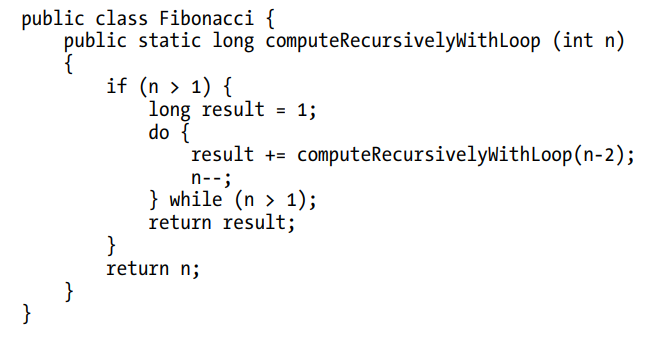 public class Fibonacci {
    public static long computeRecursivelyWithLoop (int n)
    {
        if (n > 1) {
            long result = 1;
            do {
                result += computeRecursivelyWithLoop(n-2);
                n--;
            } while (n > 1);
            return result;
        }
        return n;
    }
}